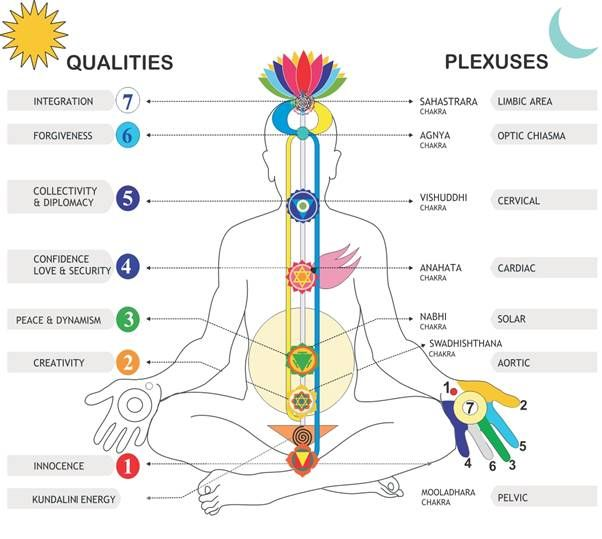 QUALITIES
PLEXUSES
INTEGRATION
7
SAHASTRARA
CHAKRA
LIMBIC AREA
FORGIVENESS
6
AGNYA
CHAKRA
OPTIC CHIASMA
COLLECTIVITY
& DIPLOMACY
5
VISHUDDHI
CHAKRA
CERVICAL
CONFIDENCE
LOVE & SECURITY
4
ANAHATA
CHAKRA
CARDIAC
PEACE & DYNAMISM
3
NABHI
CHAKRA
SOLAR
SWADHISHTHANA
CHAKRA
CREATIVITY
2
AORTIC
1
7
2
5
3
6
4
INNOCENCE
1
KUNDALINI ENERGY
MOOLADHARA
CHAKRA
PELVIC